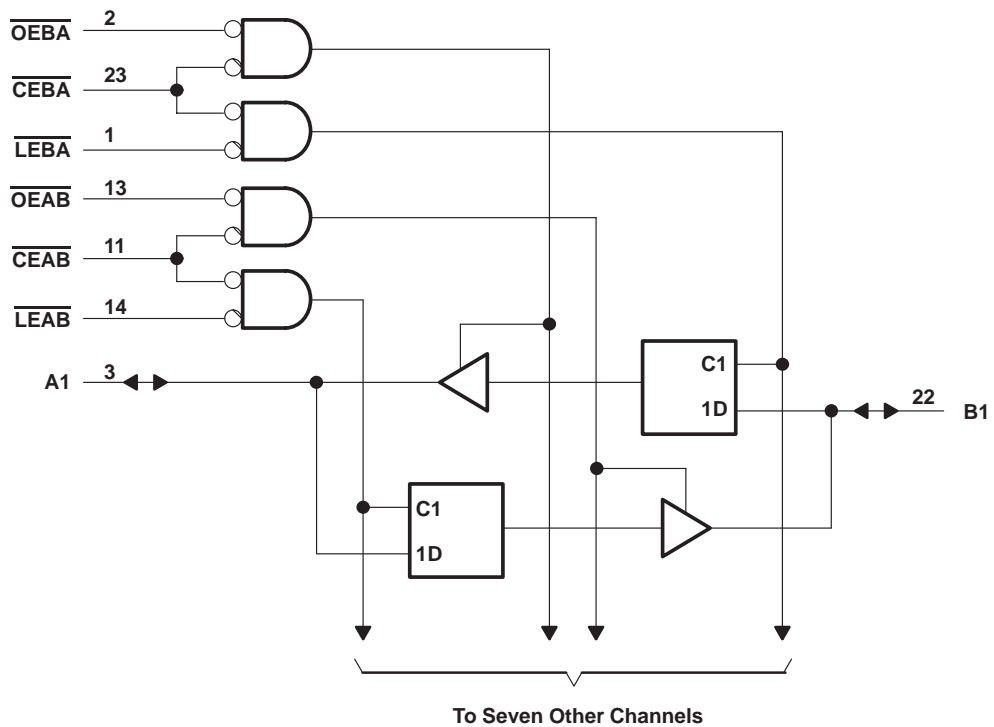 OEBA 2
CEBA 23
LEBA 1
OEAB 13
CEAB 11
LEAB 14
A1 3
C1
1D
22 B1
C1
1D
To Seven Other Channels